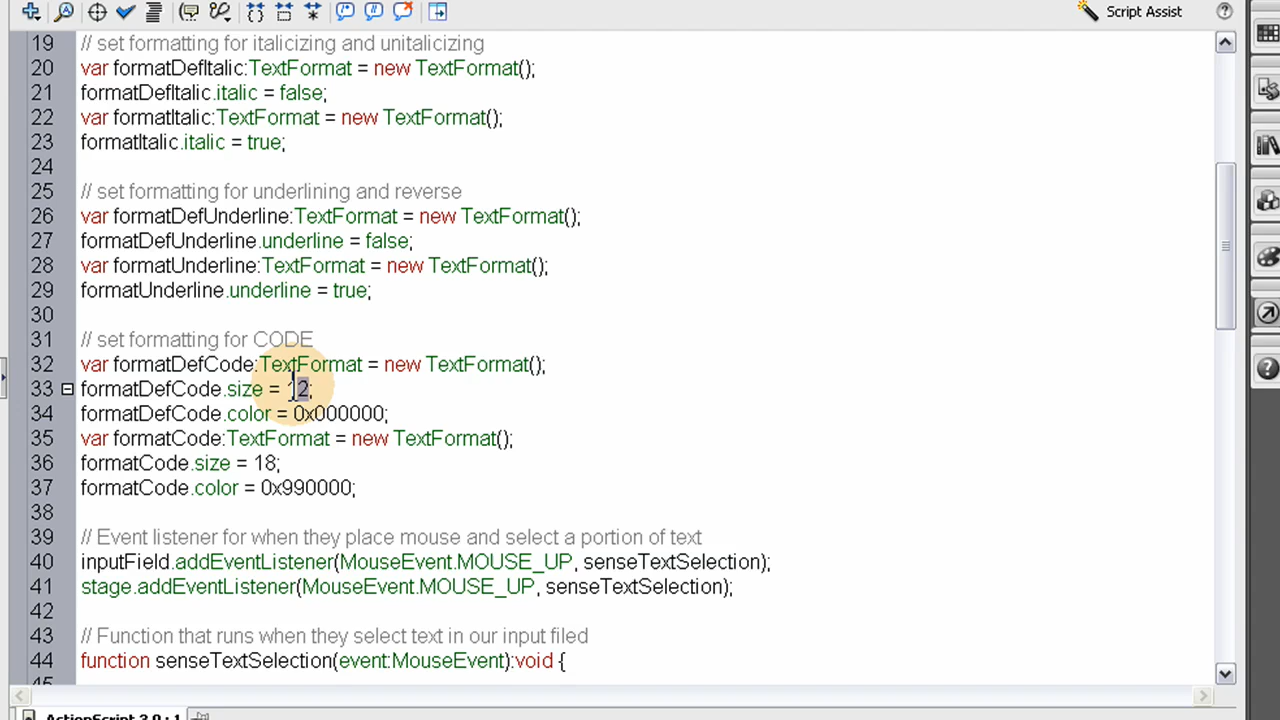 Script Assist
19 // set formatting for italicizing and unitalicizing
20 var formatDefItalic:TextFormat = new TextFormat();
21 formatDefItalic.italic = false;
22 var formatItalic:TextFormat = new TextFormat();
23 formatItalic.italic = true;
24
25 // set formatting for underlining and reverse
26 var formatDefUnderline:TextFormat = new TextFormat();
27 formatDefUnderline.underline = false;
28 var formatUnderline:TextFormat = new TextFormat();
29 formatUnderline.underline = true;
30
31 // set formatting for CODE
32 var formatDefCode:TextFormat = new TextFormat();
33 formatDefCode.size = 12;
34 formatDefCode.color = 0x000000;
35 var formatCode:TextFormat = new TextFormat();
36 formatCode.size = 18;
37 formatCode.color = 0x990000;
38
39 // Event listener for when they place mouse and select a portion of text
40 inputField.addEventListener(MouseEvent.MOUSE_UP, senseTextSelection);
41 stage.addEventListener(MouseEvent.MOUSE_UP, senseTextSelection);
42
43 // Function that runs when they select text in our input filed
44 function senseTextSelection(event:MouseEvent):void {
45
ActionScript 3.0 : 1